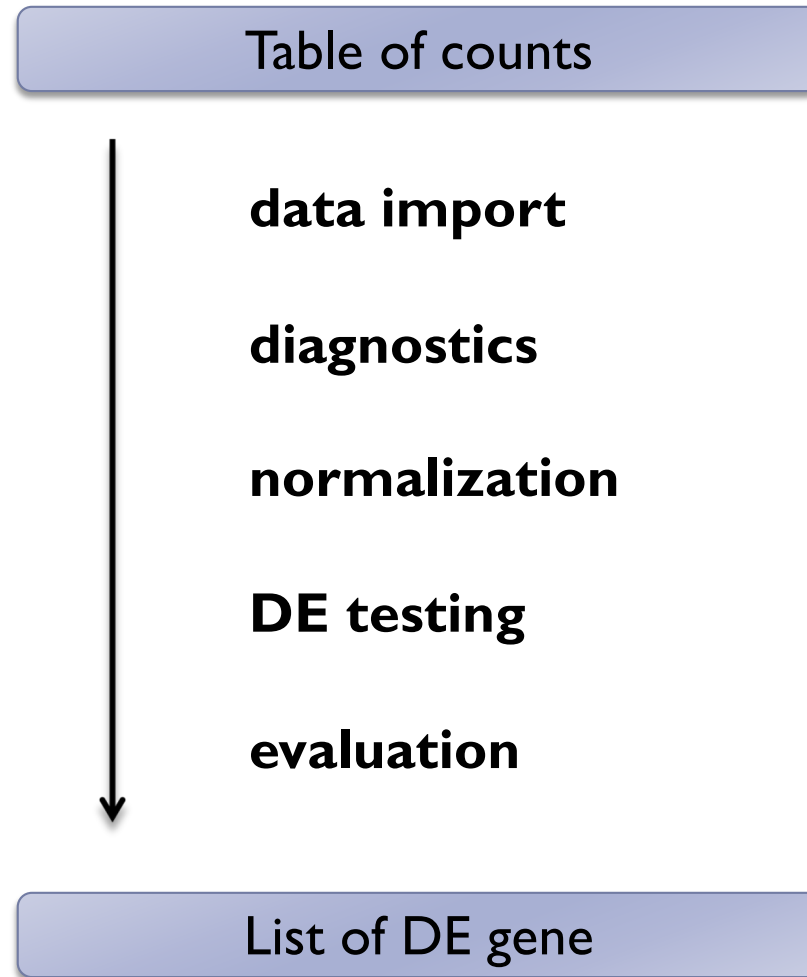 Table of counts
data import
diagnostics
normalization
DE testing
evaluation
List of DE gene